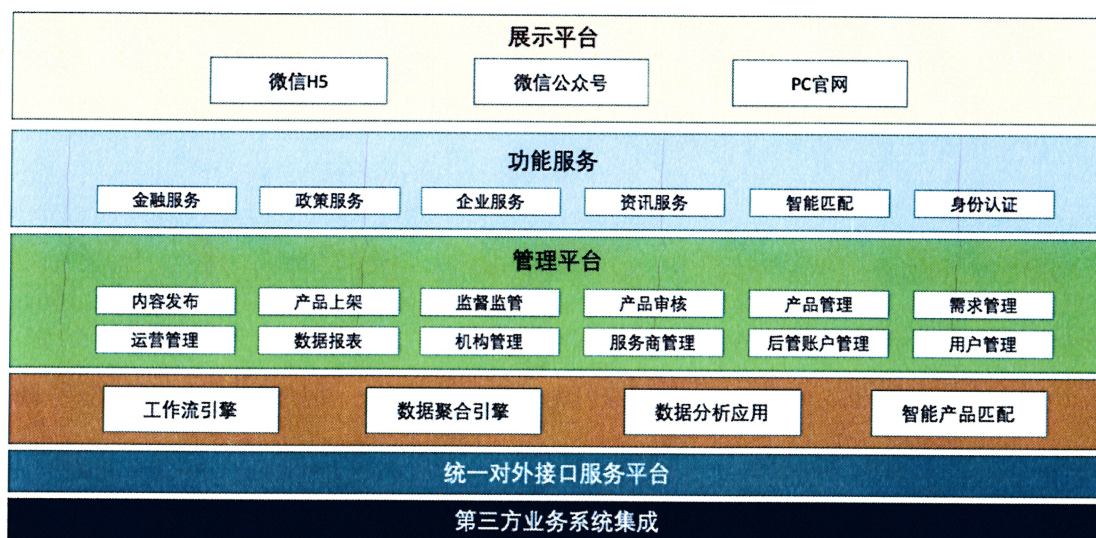 展示平台
微信H5 微信公众号 PC官网
功能服务
金融服务 政策服务 企业服务 资讯服务 智能匹配 身份认证
管理平台
内容发布 产品上架 监督监管 产品审核 产品管理 需求管理
运营管理 数据报表 机构管理 服务商管理 后管账户管理 用户管理
工作流引擎 数据聚合引擎 数据分析应用 智能产品匹配
统一对外接口服务平台
第三方业务系统集成